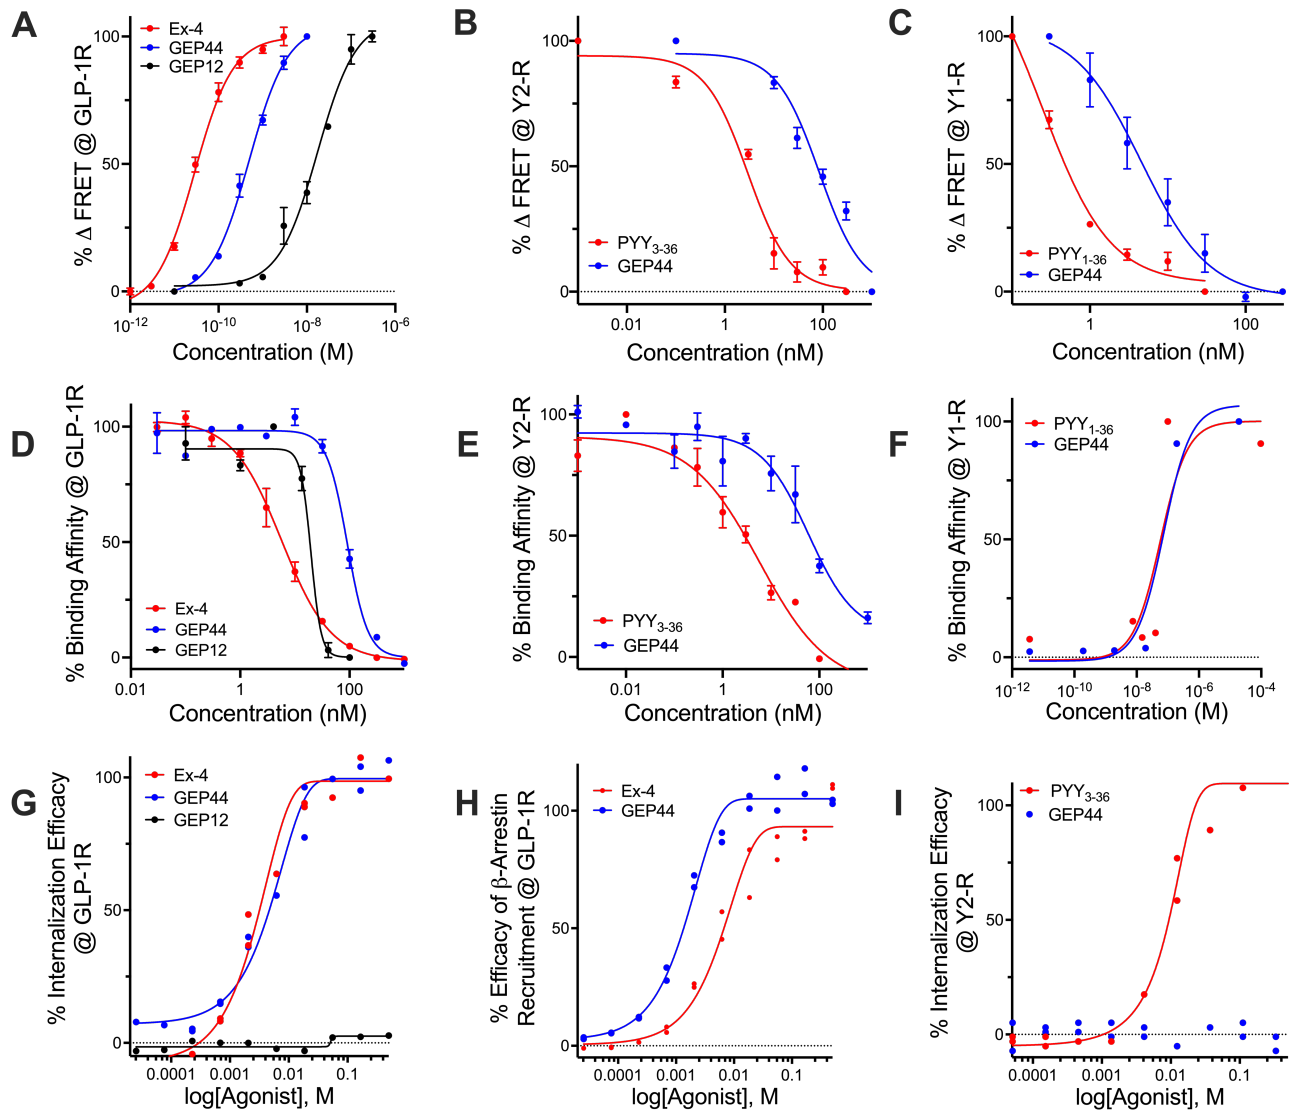 A
% Δ FRET @ GLP-1R
Ex-4
GEP44
GEP12
100
50
0
10-12
10-10
10-8
10-6
Concentration (M)
B
% Δ FRET @ Y2-R
100
50
0
PYY3-36
GEP44
0.01
1
100
Concentration (nM)
C
% Δ FRET @ Y1-R
100
50
0
PYY1-36
GEP44
1
100
Concentration (nM)
D
% Binding Affinity @ GLP-1R
100
50
0
Ex-4
GEP44
GEP12
0.01
1
100
Concentration (nM)
E
% Binding Affinity @ Y2-R
100
50
0
PYY3-36
GEP44
0.01
1
100
Concentration (nM)
F
% Binding Affinity @ Y1-R
PYY1-36
GEP44
100
50
0
10-12
10-10
10-8
10-6
10-4
Concentration (M)
G
% Internalization Efficacy
@ GLP-1R
Ex-4
GEP44
GEP12
100
50
0
0.0001
0.001
0.01
0.1
log[Agonist], M
H
% Efficacy of β-Arrestin
Recruitment @ GLP-1R
Ex-4
GEP44
100
50
0
0.0001
0.001
0.01
0.1
log[Agonist], M
I
% Internalization Efficacy
@ Y2-R
PYY3-36
GEP44
100
50
0
0.0001
0.001
0.01
0.1
log[Agonist], M